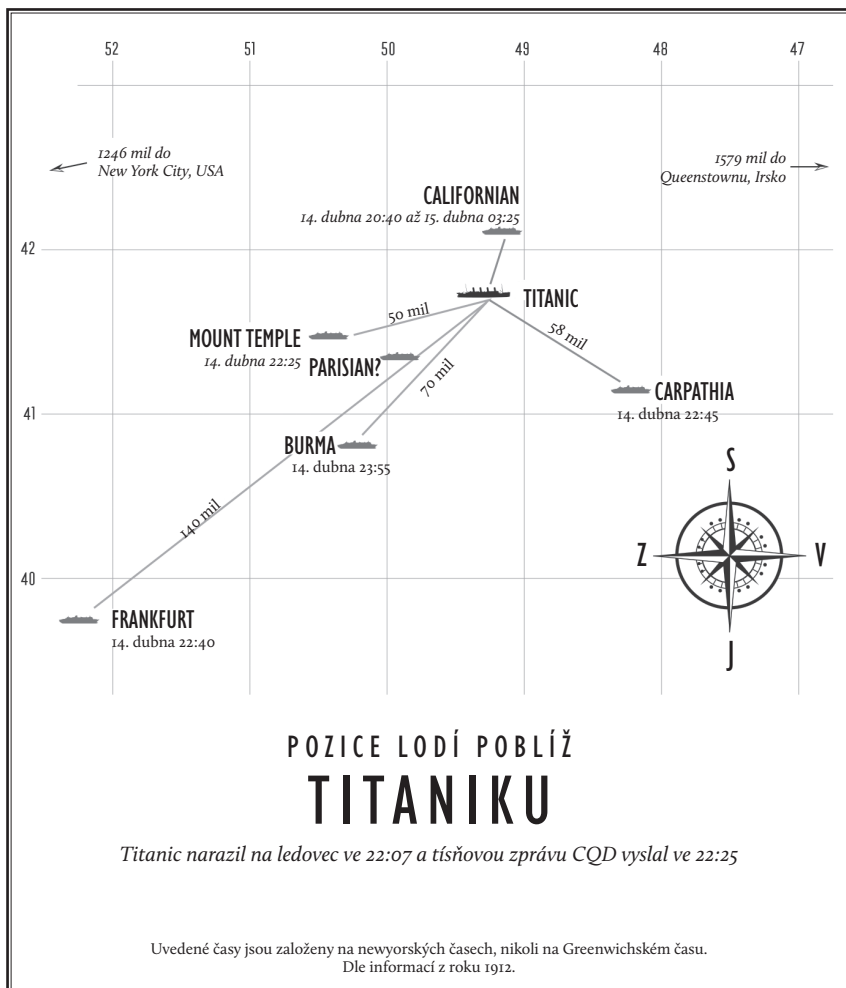 52 51 50 49 48 47
1246 mil do
New York City, USA
1579 mil do
Queenstownu, Irsko
CALIFORNIAN
14. dubna 20:40 až 15. dubna 03:25
42
TITANIC
50 mil
MOUNT TEMPLE
14. dubna 22:25
PARISIAN?
58 mil
70 mil
CARPATHIA
14. dubna 22:45
41
BURMA
14. dubna 23:55
S
140 mil
Z V
40
FRANKFURT
14. dubna 22:40
J
POZICE LODÍ POBLÍŽ
TITANIKU
Titanic narazil na ledovec ve 22:07 a tísňovou zprávu CQD vyslal ve 22:25
Uvedené časy jsou založeny na newyorských časech, nikoli na Greenwichském času.
Dle informací z roku 1912.